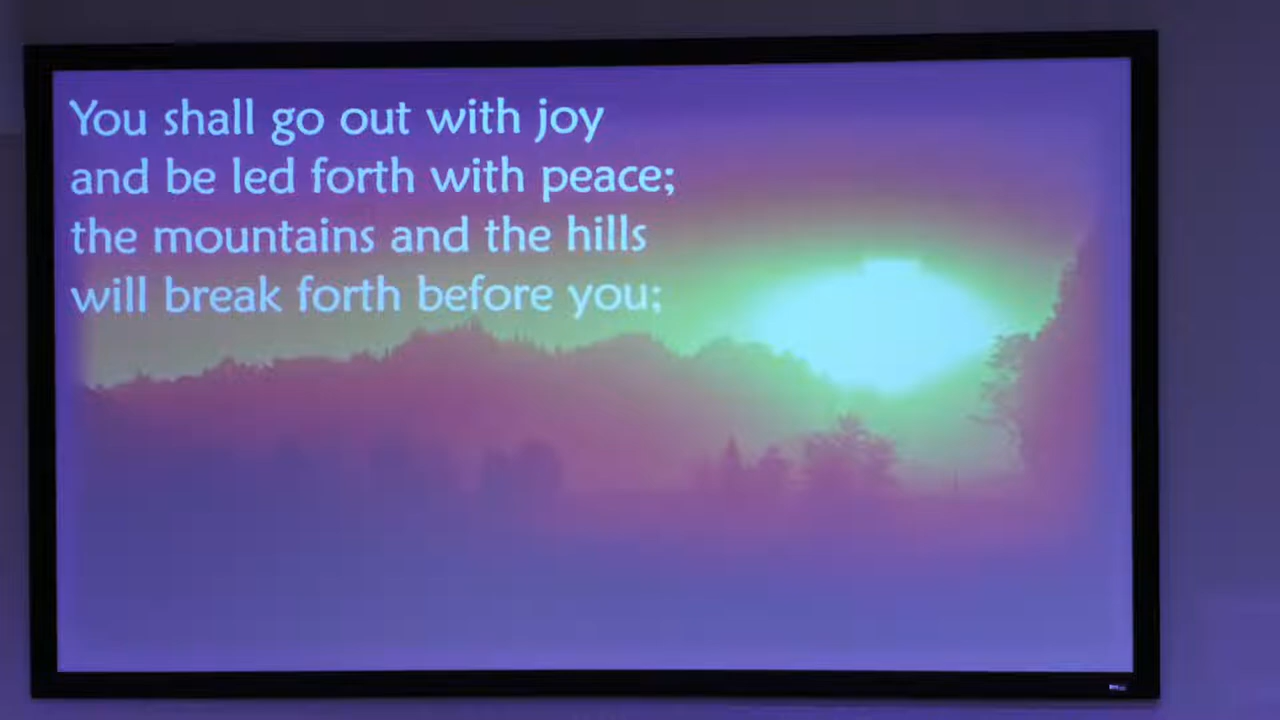 You shall go out with joy
and be led forth with peace;
the mountains and the hills
will break forth before you;